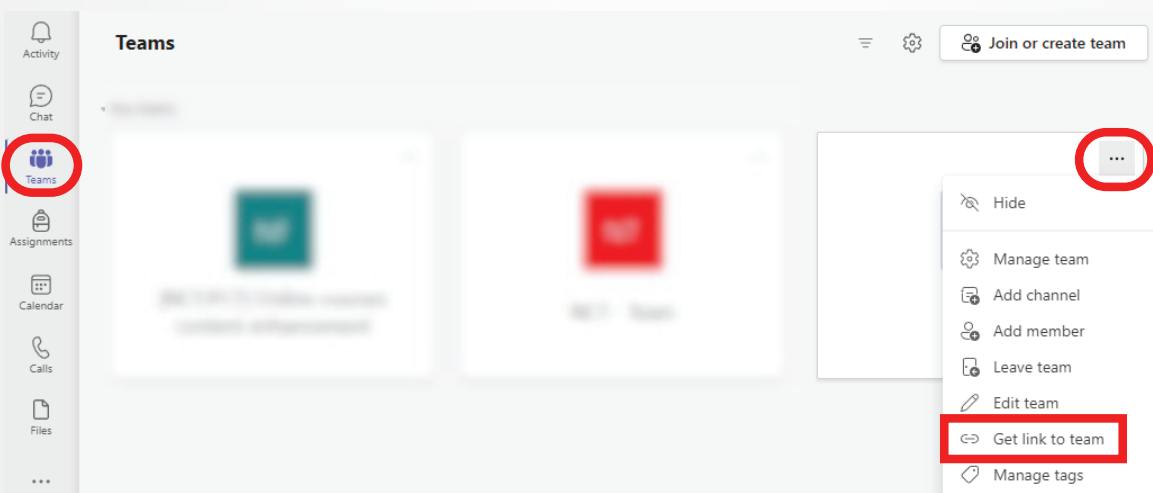 Activity
Chat
Teams
Assignments
Calendar
Calls
Files
Teams
Join or create team
Hide
Manage team
Add channel
Add member
Leave team
Edit team
Get link to team
Manage tags